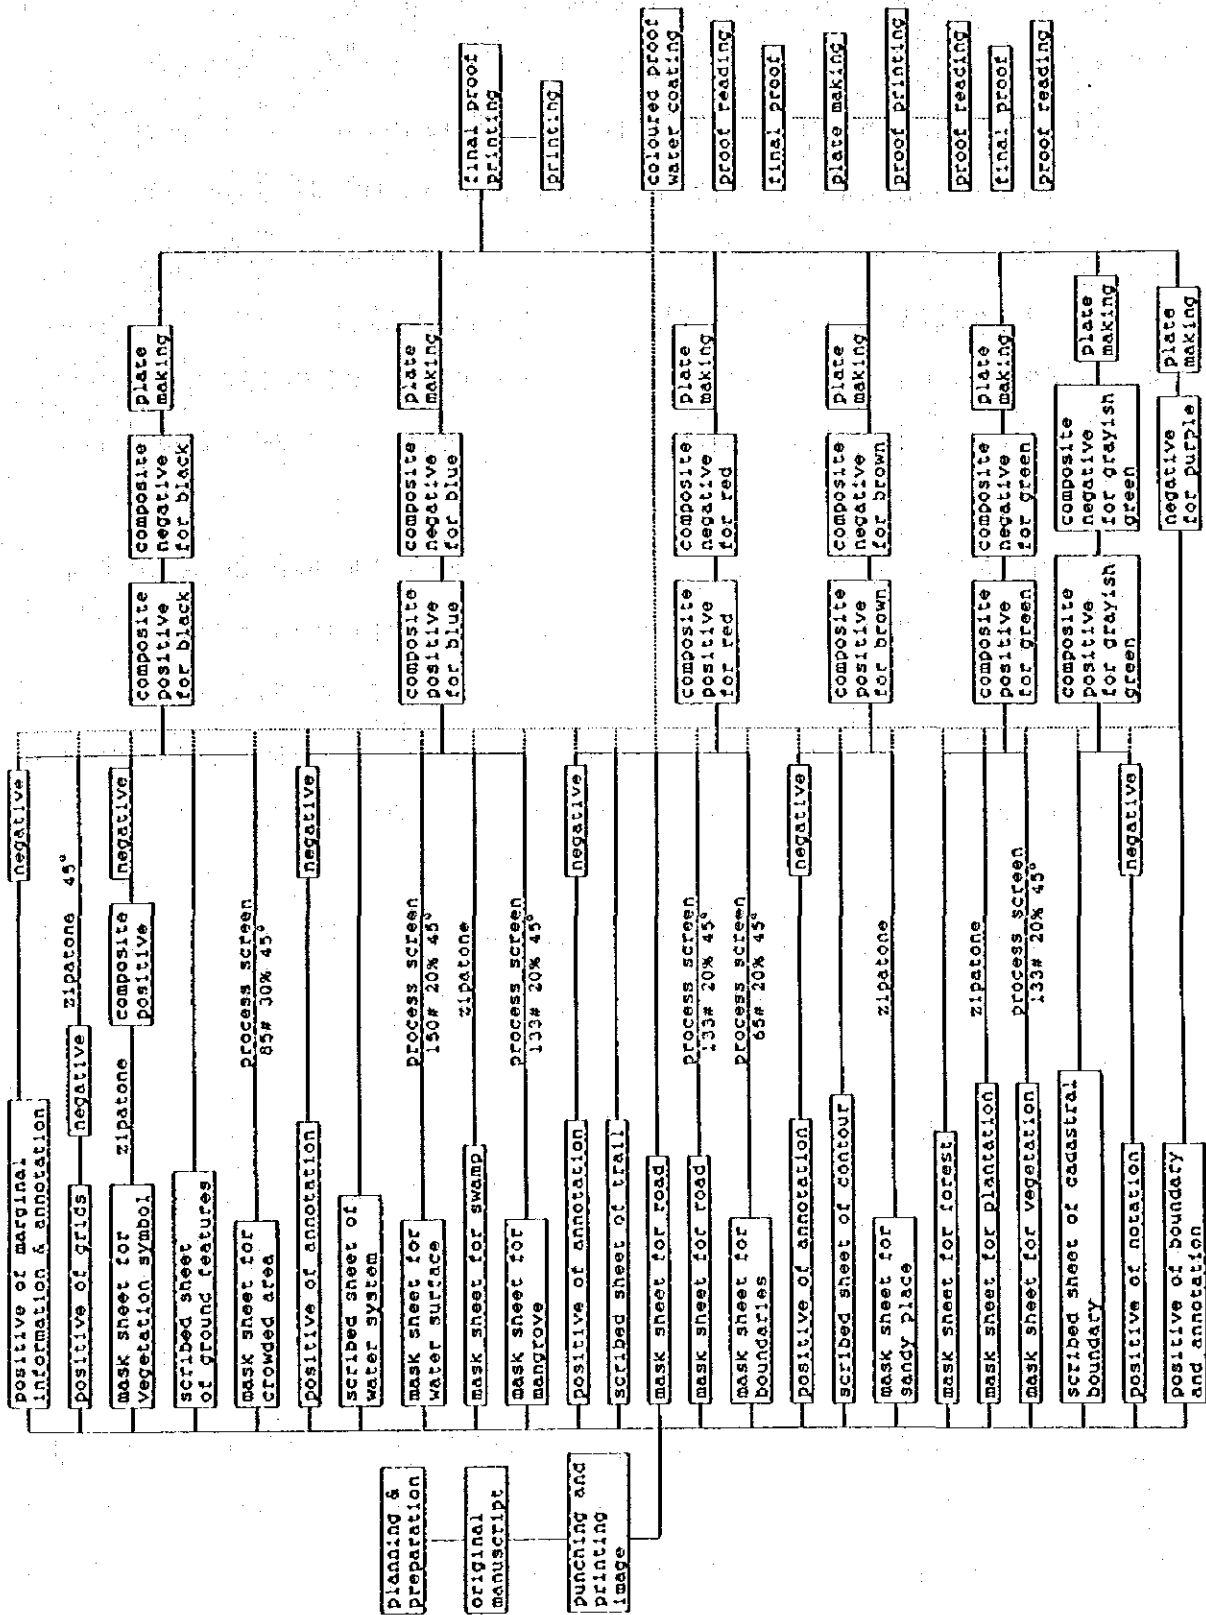 planning &
preparation
original
manuscript
punching and
printing
image
positive of marginal
information & annotation
negative
positive of grids
negative
zipatone 45°
mask sheet for
vegetation symbol
zipatone
composite
positive
negative
scribed sheet
of ground features
mask sheet for
crowded area
process screen
85# 30% 45°
positive of annotation
negative
scribed sheet of
water system
mask sheet for
water surface
process screen
150# 20% 45°
mask sheet for swamp
zipatone
mask sheet for
mangrove
process screen
133# 20% 45°
positive of annotation
negative
scribed sheet of trail
mask sheet for road
mask sheet for road
process screen
133# 20% 45°
mask sheet for
boundaries
process screen
65# 20% 45°
positive of annotation
negative
scribed sheet of contour
mask sheet for
sandy place
zipatone
mask sheet for forest
mask sheet for plantation
zipatone
mask sheet for vegetation
process screen
133# 20% 45°
scribed sheet of cadastral
boundary
positive of notation
negative
positive of boundary
and annotation
composite
positive
for black
composite
negative
for black
plate
making
composite
positive
for blue
composite
negative
for blue
plate
making
composite
positive
for red
composite
negative
for red
plate
making
composite
positive
for brown
composite
negative
for brown
plate
making
composite
positive
for green
composite
negative
for green
plate
making
composite
positive
for grayish
green
composite
negative
for grayish
green
plate
making
negative
for purple
plate
making
final proof
printing
printing
coloured proof
water coating
proof reading
final proof
plate making
proof printing
proof reading
final proof
proof reading